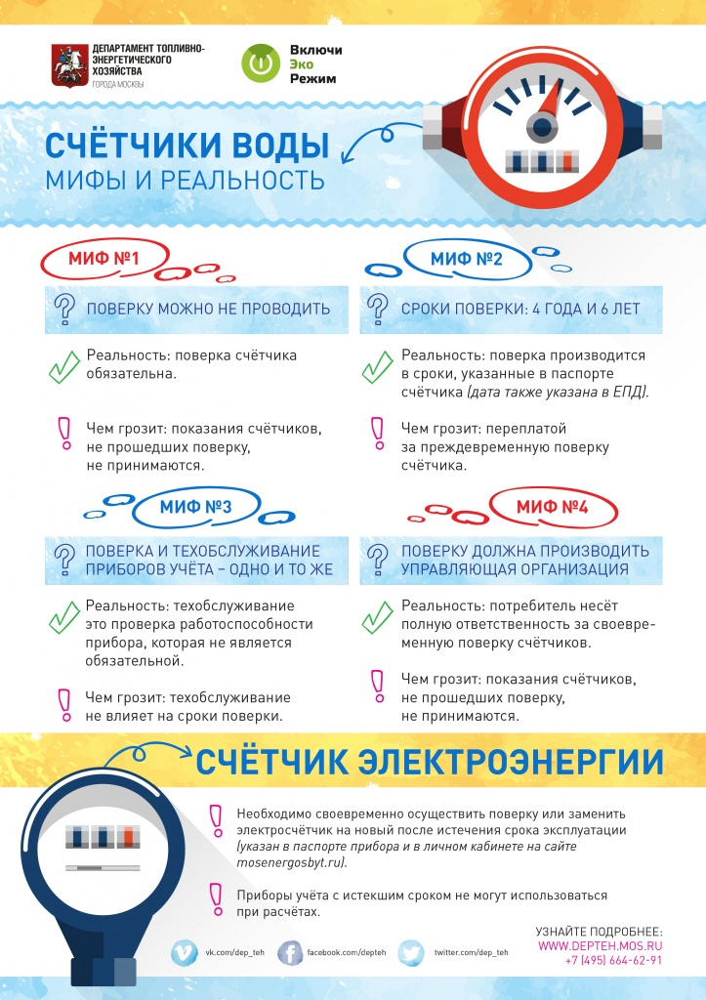 ДЕПАРТАМЕНТ ТОПЛИВНО-
ЭНЕРГЕТИЧЕСКОГО
ХОЗЯЙСТВА
ГОРОДА МОСКВЫ
Включи
Эко
Режим
СЧЁТЧИКИ ВОДЫ
МИФЫ И РЕАЛЬНОСТЬ
МИФ №1
ПОВЕРКУ МОЖНО НЕ ПРОВОДИТЬ
Реальность: поверка счётчика
обязательна.
Чем грозит: показания счётчиков,
не прошедших поверку,
не принимаются.
МИФ №2
СРОКИ ПОВЕРКИ: 4 ГОДА И 6 ЛЕТ
Реальность: поверка производится
в сроки, указанные в паспорте
счётчика (дата также указана в ЕПД).
Чем грозит: переплатой
за преждевременную поверку
счётчика.
МИФ №3
ПОВЕРКА И ТЕХОБСЛУЖИВАНИЕ
ПРИБОРОВ УЧЁТА – ОДНО И ТО ЖЕ
Реальность: техобслуживание
это проверка работоспособности
прибора, которая не является
обязательной.
Чем грозит: техобслуживание
не влияет на сроки поверки.
МИФ №4
ПОВЕРКУ ДОЛЖНА ПРОИЗВОДИТЬ
УПРАВЛЯЮЩАЯ ОРГАНИЗАЦИЯ
Реальность: потребитель несёт
полную ответственность за своевре-
менную поверку счётчиков.
Чем грозит: показания счётчиков,
не прошедших поверку,
не принимаются.
СЧЁТЧИК ЭЛЕКТРОЭНЕРГИИ
Необходимо своевременно осуществить поверку или заменить
электросчётчик на новый после истечения срока эксплуатации
(указан в паспорте прибора и в личном кабинете на сайте
mosenergosbyt.ru).
Приборы учёта с истекшим сроком не могут использоваться
при расчётах.
УЗНАЙТЕ ПОДРОБНЕЕ:
WWW.DEPTEH.MOS.RU
+7 (495) 664-62-91
vk.com/dep_teh
facebook.com/depteh
twitter.com/dep_teh